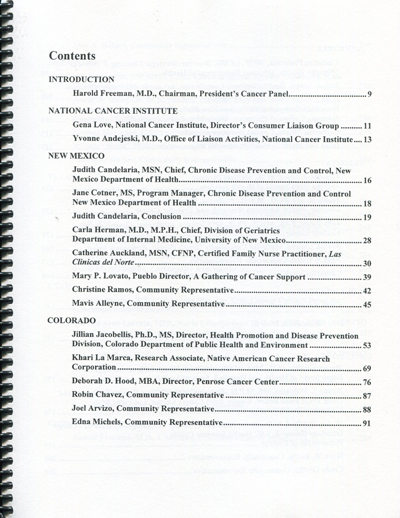 Contents
INTRODUCTION
Harold Freeman, M.D., Chairman, President's Cancer Panel....................................... 9
NATIONAL CANCER INSTITUTE
Gena Love, National Cancer Institute, Director's Consumer Liaison Group .......... 11
Yvonne Andejeski, M.D., Office of Liaison Activities, National Cancer Institute .... 13
NEW MEXICO
Judith Candelaria, MSN, Chief, Chronic Disease Prevention and Control, New
Mexico Department of Health........................................................................ 16
Jane Cotner, MS, Program Manager, Chronic Disease Prevention and Control
New Mexico Department of Health ................................................................. 18
Judith Candelaria, Conclusion ....................................................................... 19
Carla Herman, M.D., M.P.H., Chief, Division of Geriatrics
Department of Internal Medicine, University of New Mexico............................. 28
Catherine Auckland, MSN, CFNP, Certified Family Nurse Practitioner, Las
Clinicas del Norte ........................................................................................ 30
Mary P. Lovato, Pueblo Director, A Gathering of Cancer Support ..................... 39
Christine Ramos, Community Representative .................................................. 42
Mavis Alleyne, Community Representative ...................................................... 45
COLORADO
Jillian Jacobellis, Ph.D., MS, Director, Health Promotion and Disease Prevention
Division, Colorado Department of Public Health and Environment .................... 53
Khari La Marca, Research Associate, Native American Cancer Research
Corporation ................................................................................................. 69
Deborah D. Hood, MBA, Director, Penrose Cancer Center................................ 76
Robin Chavez, Community Representative ...................................................... 87
Joel Arvizo, Community Representative........................................................... 88
Edna Michels, Community Representative ....................................................... 91